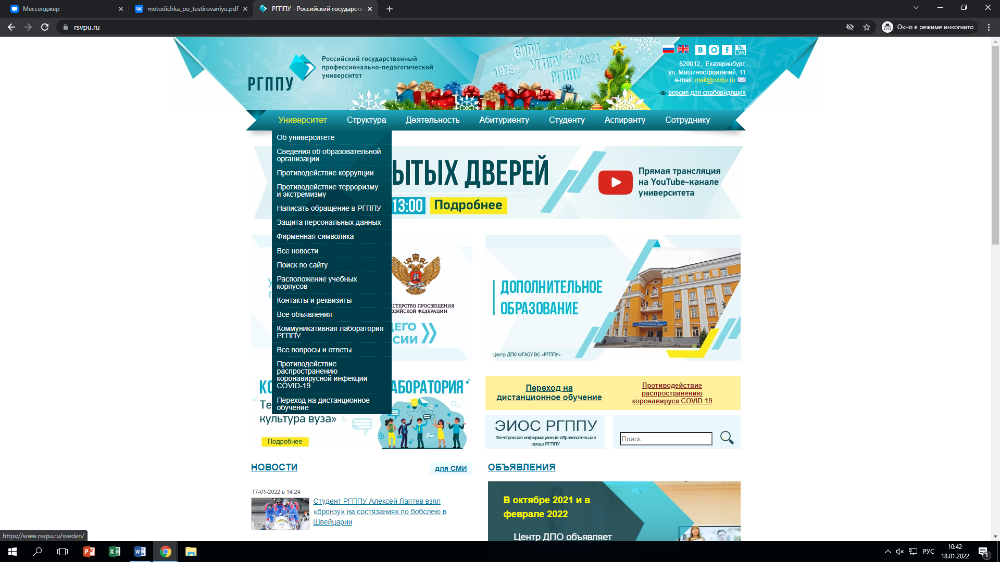 Мессенджер
metodichka_po_testirovaniyu.pdf
РГППУ - Российский государств
rsvpu.ru
Окно в режиме инкогнито
РГППУ
Российский государственный
профессионально-педагогический
университет
СИПИ
1979
УГППУ
2021
РГППУ
620012, Екатеринбург,
ул. Машиностроителей, 11
e-mail: mail@rsvpu.ru
версия для слабовидящих
Университет
Структура
Деятельность
Абитуриенту
Студенту
Аспиранту
Сотруднику
Об университете
Сведения об образовательной
организации
Противодействие коррупции
Противодействие терроризму
и экстремизму
Написать обращение в РГППУ
Защита персональных данных
Фирменная символика
Все новости
Поиск по сайту
Расположение учебных
корпусов
Контакты и реквизиты
Все объявления
Коммуникативная лаборатория
РГППУ
Все вопросы и ответы
Противодействие
распространению
коронавирусной инфекции
COVID-19
Переход на дистанционное
обучение
ЫТЫХ ДВЕРЕЙ
13:00
Подробнее
Прямая трансляция
на YouTube-канале
университета
СТЕРСТВО ПРОСВЕЩЕНИЯ
ССИЙСКОЙ ФЕДЕРАЦИИ
ЩЕГО
СИИ
ДОПОЛНИТЕЛЬНОЕ
ОБРАЗОВАНИЕ
Центр ДПО ФГАОУ ВО «РГППУ»
АБОРАТОРИЯ
культура вуза»
Подробнее
Переход на
дистанционное обучение
Противодействие
распространению
коронавируса COVID-19
ЭИОС РГППУ
Электронная информационно-образовательная
среда РГППУ
Поиск
НОВОСТИ
для СМИ
17-01-2022 в 14:24
Студент РГППУ Алексей Лаптев взял
«бронзу» на состязаниях по бобслею в
Швейцарии
ОБЪЯВЛЕНИЯ
В октябре 2021 и в
феврале 2022
Центр ДПО объявляет
https://www.rsvpu.ru/sveden/
РУС
10:42
18.01.2022
1